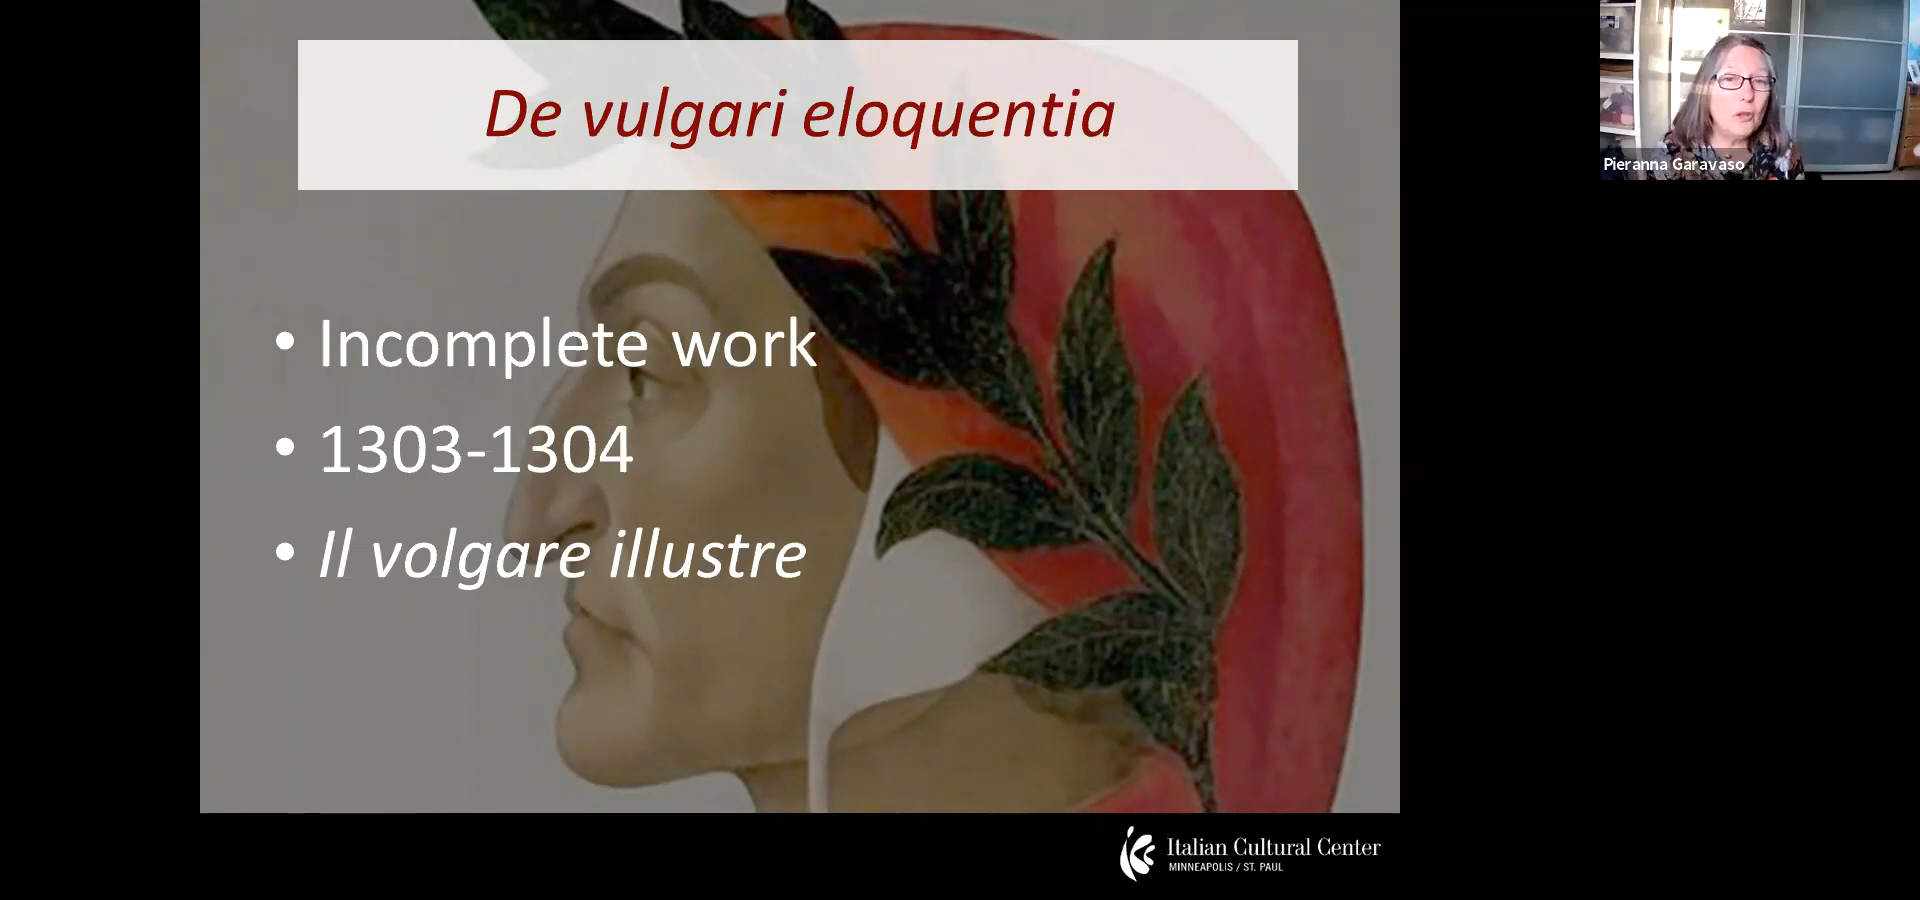 De vulgari eloquentia
• Incomplete work
• 1303-1304
• Il volgare illustre
Pieranna Garavaso
Italian Cultural Center
MINNEAPOLIS / ST. PAUL